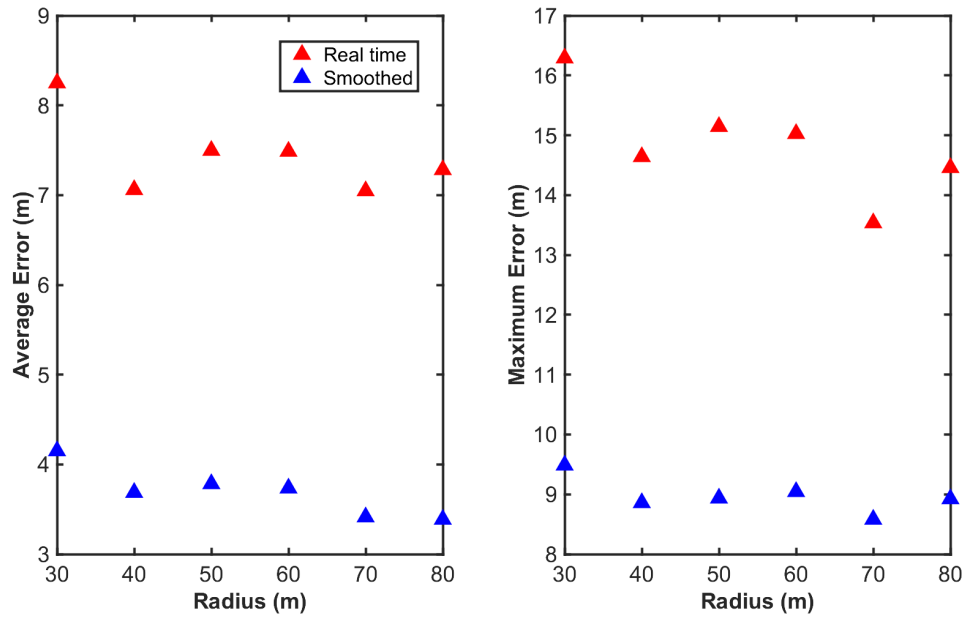 9
8
7
6
5
4
3
30 40 50 60 70 80
Average Error (m)
Radius (m)
Real time
Smoothed
17
16
15
14
13
12
11
10
9
8
30 40 50 60 70 80
Maximum Error (m)
Radius (m)